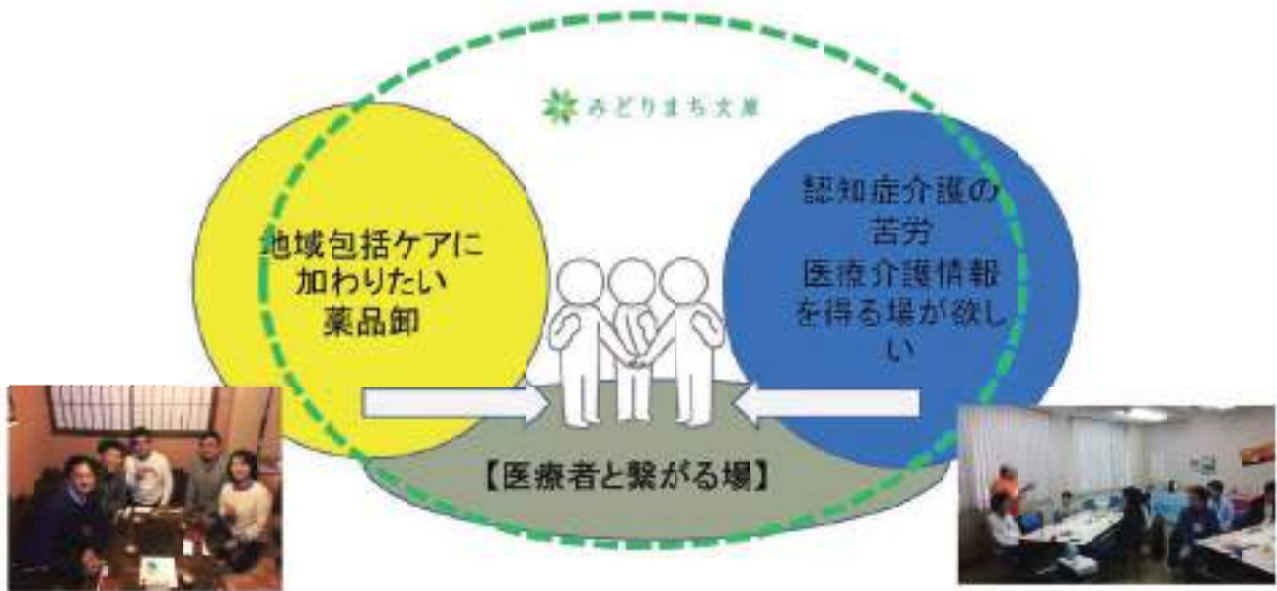 みどりまち文庫
地域包括ケアに
加わりたい
薬品卸
認知症介護の
苦労
医療介護情報
を得る場が欲し
い
【医療者と繋がる場】